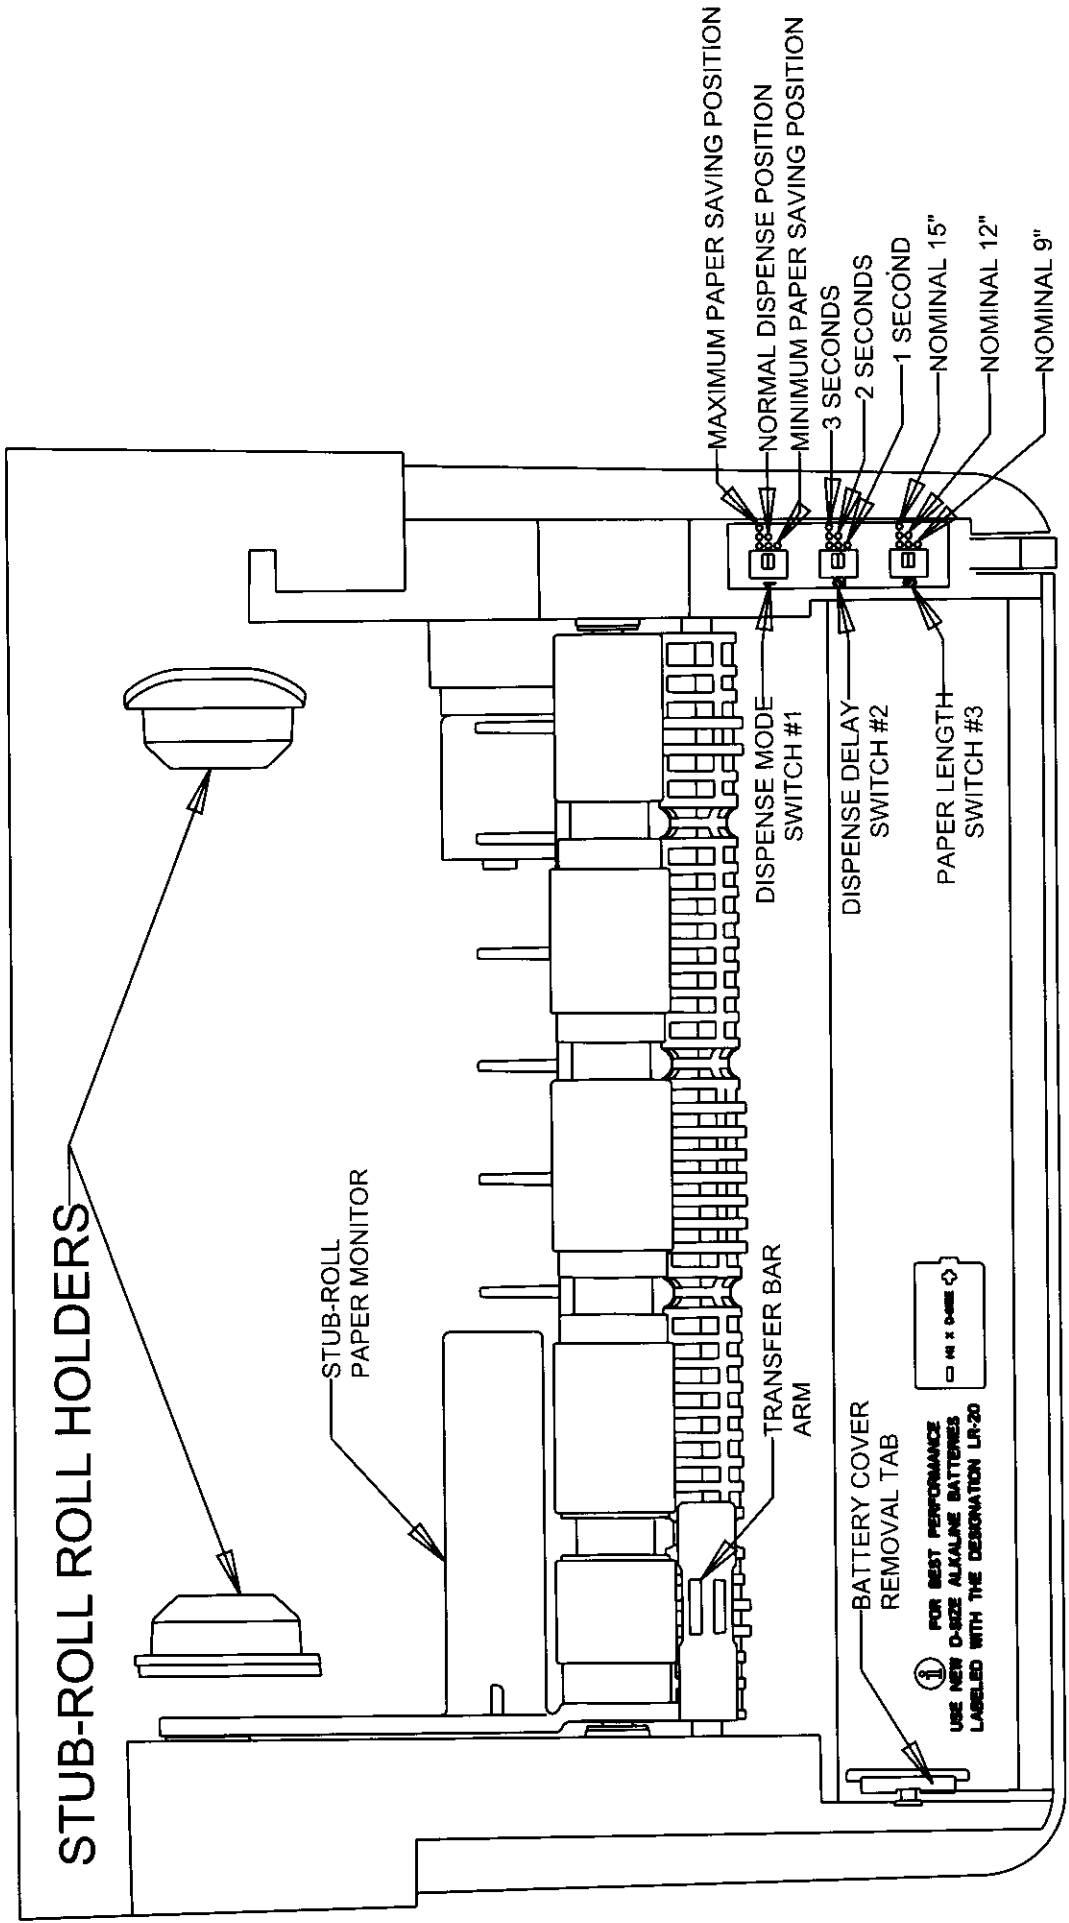 STUB-ROLL ROLL HOLDERS
STUB-ROLL
PAPER MONITOR
TRANSFER BAR
ARM
BATTERY COVER
REMOVAL TAB
FOR BEST PERFORMANCE
USE NEW D-SIZE ALKALINE BATTERIES
LABELED WITH THE DESIGNATION LR-20
DISPENSE MODE
SWITCH #1
DISPENSE DELAY
SWITCH #2
PAPER LENGTH
SWITCH #3
MAXIMUM PAPER SAVING POSITION
NORMAL DISPENSE POSITION
MINIMUM PAPER SAVING POSITION
3 SECONDS
2 SECONDS
1 SECOND
NOMINAL 15"
NOMINAL 12"
NOMINAL 9"